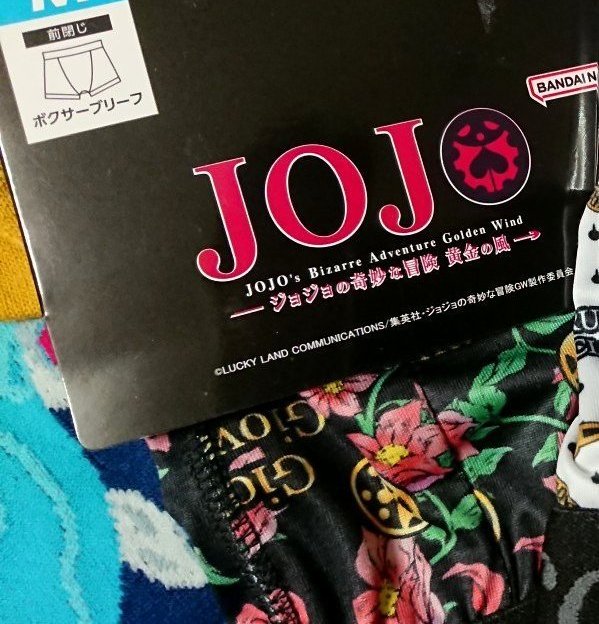 前閉じ
ボクサーブリーフ
BANDAI N
JOJO
JOJO's Bizarre Adventure Golden Wind
ジョジョの奇妙な冒険 黄金の風
©LUCKY LAND COMMUNICATIONS/集英社・ジョジョの奇妙な冒険GW製作委員会
Giov
Gio